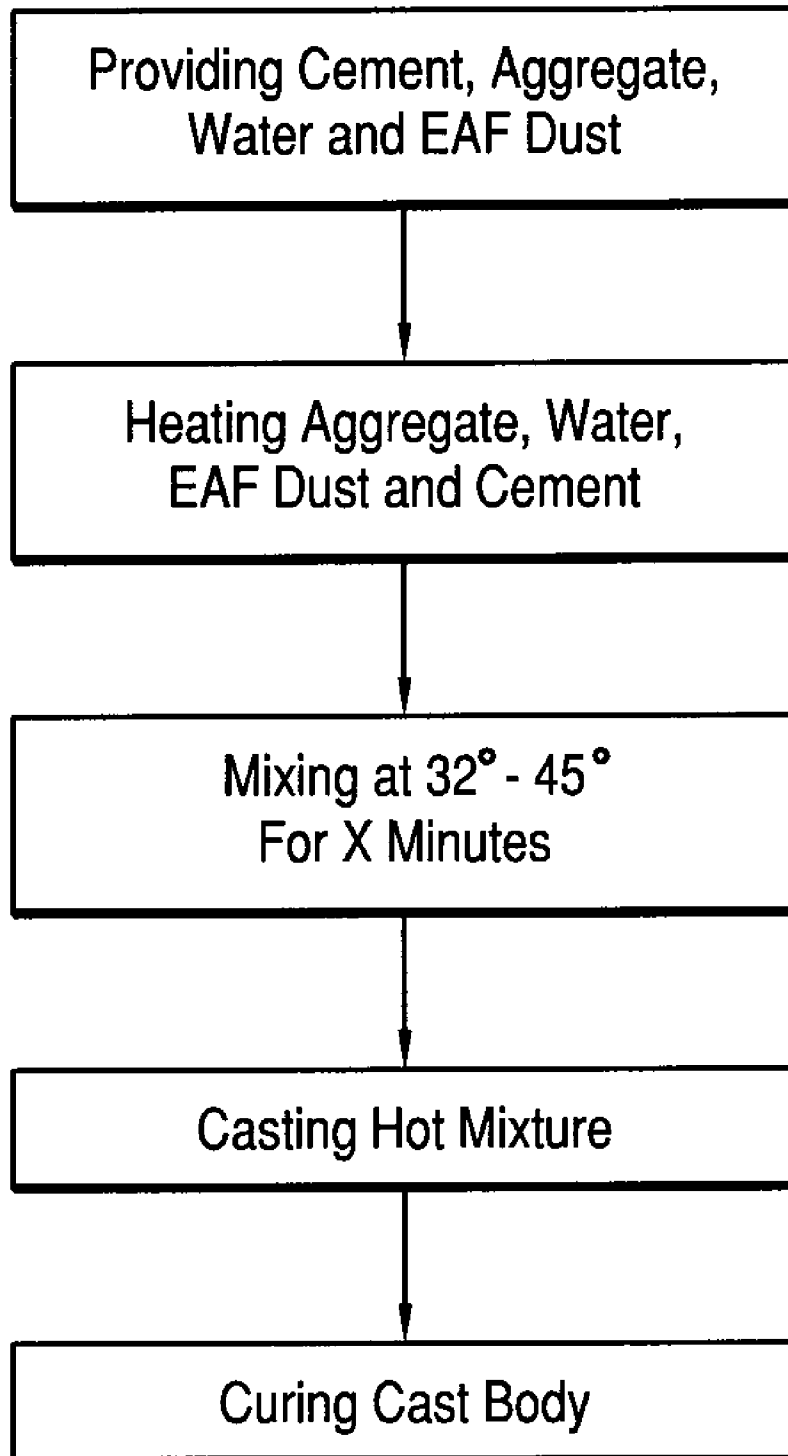 Providing Cement, Aggregate,
Water and EAF Dust
Heating Aggregate, Water,
EAF Dust and Cement
Mixing at 32° - 45°
For X Minutes
Casting Hot Mixture
Curing Cast Body